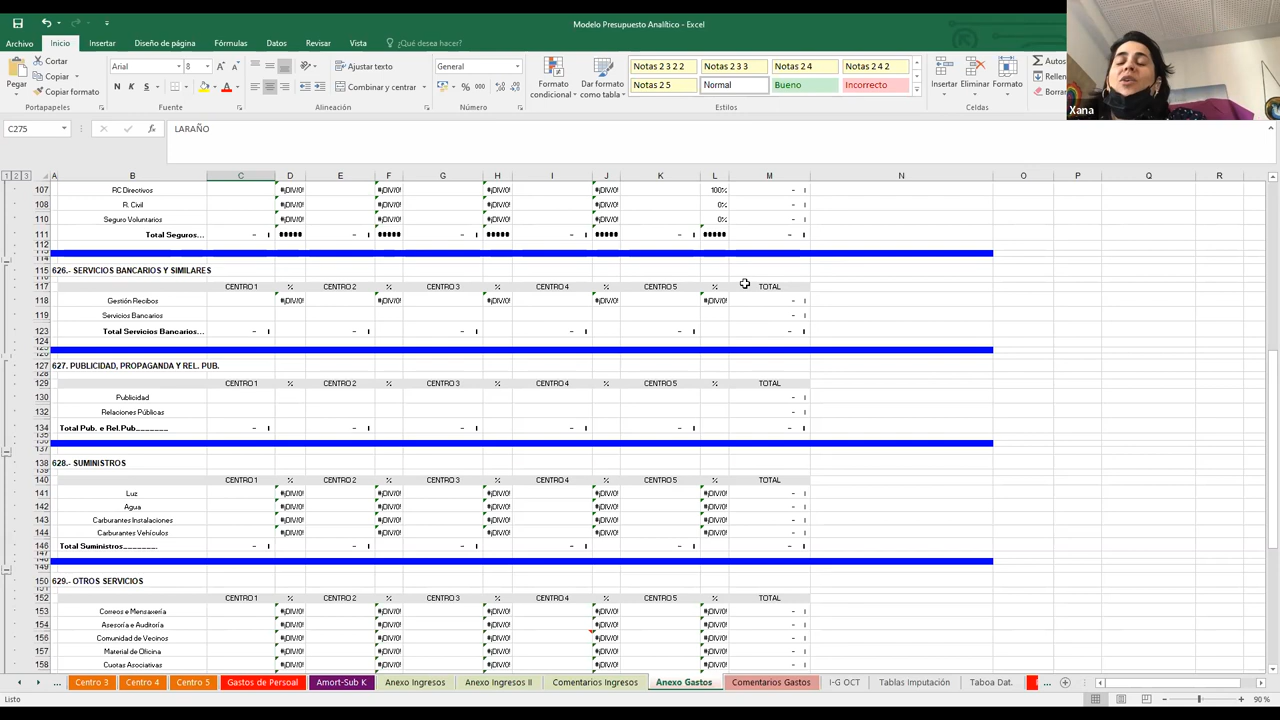 Modelo Presupuesto Analítico - Excel
Archivo Inicio Insertar Diseño de página Fórmulas Datos Revisar Vista ¿Qué desea hacer?
Pegar Cortar Copiar Copiar formato Portapapeles
Arial 8 N K S Fuente
Ajustar texto Combinar y centrar Alineación
General % 000 Número
Formato condicional Dar formato como tabla
Notas 2 3 2 2 Notas 2 3 3 Notas 2 4 Notas 2 4 2
Notas 2 5 Normal Bueno Incorrecto
Estilos
Insertar Eliminar Formato Celdas
Autos
Rellen
Borra
Xana
C275 fx LARAÑO
1 2 3 A B C D E F G H I J K L M N O P Q R
107 RC Directivos #¡DIV/0! #¡DIV/0! #¡DIV/0! #¡DIV/0! 100% -
108 R. Civil #¡DIV/0! #¡DIV/0! #¡DIV/0! #¡DIV/0! 0% -
110 Seguro Voluntarios #¡DIV/0! #¡DIV/0! #¡DIV/0! #¡DIV/0! 0% -
111 Total Seguros... - ##### - ##### - ##### - ##### - ##### -
112
115 626.- SERVICIOS BANCARIOS Y SIMILARES
117 CENTRO 1 % CENTRO 2 % CENTRO 3 % CENTRO 4 % CENTRO 5 % TOTAL
118 Gestión Recibos #¡DIV/0! #¡DIV/0! #¡DIV/0! #¡DIV/0! #¡DIV/0! -
119 Servicios Bancarios -
123 Total Servicios Bancarios... - - - - - -
124
127 627. PUBLICIDAD, PROPAGANDA Y REL. PUB.
129 CENTRO 1 % CENTRO 2 % CENTRO 3 % CENTRO 4 % CENTRO 5 % TOTAL
130 Publicidad -
132 Relaciones Públicas -
134 Total Pub. e Rel.Pub....... - - - - - -
137
138 628.- SUMINISTROS
140 CENTRO 1 % CENTRO 2 % CENTRO 3 % CENTRO 4 % CENTRO 5 % TOTAL
141 Luz #¡DIV/0! #¡DIV/0! #¡DIV/0! #¡DIV/0! #¡DIV/0! -
142 Agua #¡DIV/0! #¡DIV/0! #¡DIV/0! #¡DIV/0! #¡DIV/0! -
143 Carburantes Instalaciones #¡DIV/0! #¡DIV/0! #¡DIV/0! #¡DIV/0! #¡DIV/0! -
144 Carburantes Vehículos #¡DIV/0! #¡DIV/0! #¡DIV/0! #¡DIV/0! #¡DIV/0! -
146 Total Suministros....... - - - - - -
149
150 629.- OTROS SERVICIOS
152 CENTRO 1 % CENTRO 2 % CENTRO 3 % CENTRO 4 % CENTRO 5 % TOTAL
153 Correos e Mensaxería #¡DIV/0! #¡DIV/0! #¡DIV/0! #¡DIV/0! #¡DIV/0! -
154 Asesoria e Auditoría #¡DIV/0! #¡DIV/0! #¡DIV/0! #¡DIV/0! #¡DIV/0! -
156 Comunidad de Vecinos #¡DIV/0! #¡DIV/0! #¡DIV/0! #¡DIV/0! #¡DIV/0! -
157 Material de Oficina #¡DIV/0! #¡DIV/0! #¡DIV/0! #¡DIV/0! #¡DIV/0! -
158 Cuotas Asociativas #¡DIV/0! #¡DIV/0! #¡DIV/0! #¡DIV/0! #¡DIV/0! -
... Centro 3 Centro 4 Centro 5 Gastos de Persoal Amort-Sub K Anexo Ingresos Anexo Ingresos II Comentarios Ingresos Anexo Gastos Comentarios Gastos I-G OCT Tablas Imputación Taboa Dat. ...
Listo 90 %